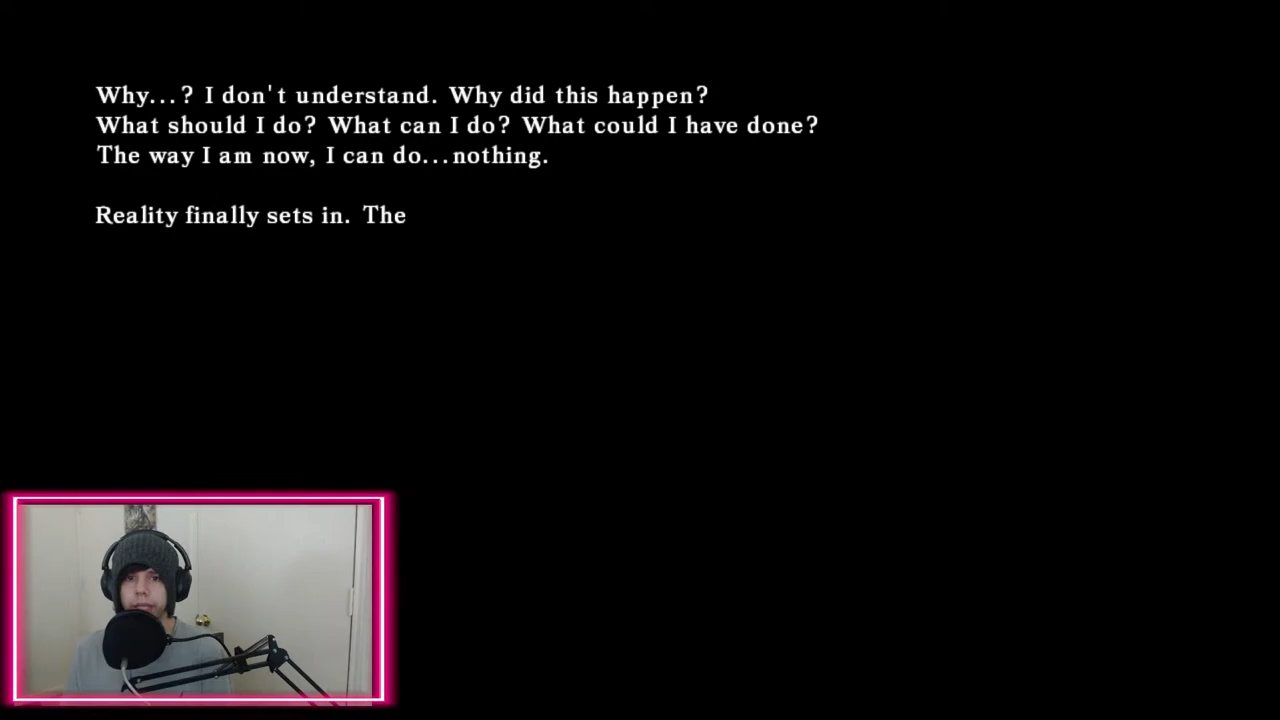 Why...? I don't understand. Why did this happen?
What should I do? What can I do? What could I have done?
The way I am now, I can do...nothing.
Reality finally sets in. The